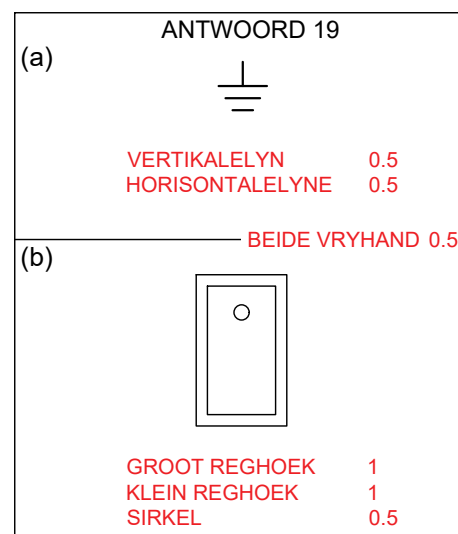 ANTWOORD 19
(a)
VERTIKALELYN 0.5
HORISONTALELYNE 0.5
BEIDE VRYHAND 0.5
(b)
GROOT REGHOEK 1
KLEIN REGHOEK 1
SIRKEL 0.5